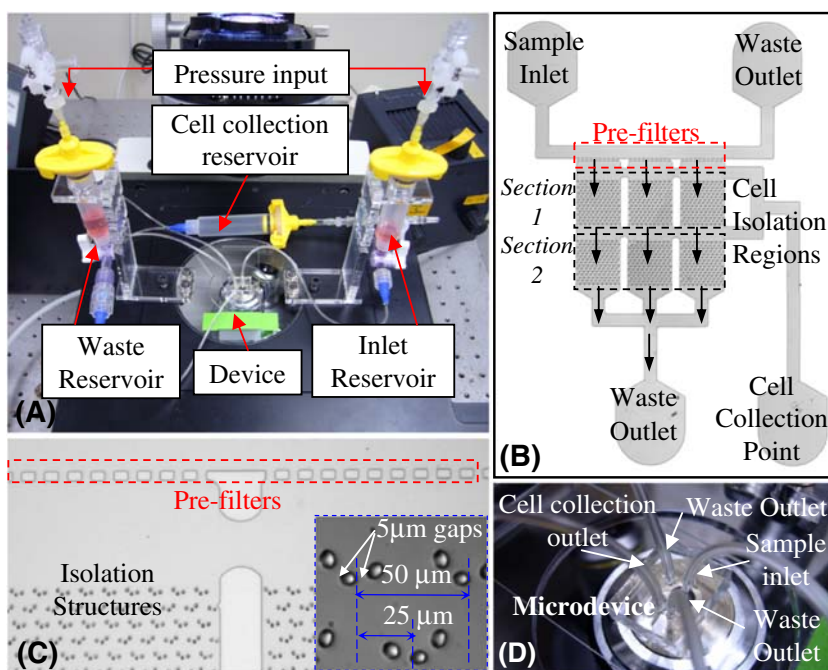 Pressure input
Cell collection
reservoir
Waste
Reservoir
Device
Inlet
Reservoir
(A)
Sample
Inlet
Waste
Outlet
Pre-filters
Section
1
Section
2
Cell
Isolation
Regions
Waste
Outlet
Cell
Collection
Point
(B)
Pre-filters
Isolation
Structures
5μm gaps
50 μm
25
μm
(C)
Cell collection
outlet
Waste Outlet
Sample
inlet
Microdevice
Waste
Outlet
(D)